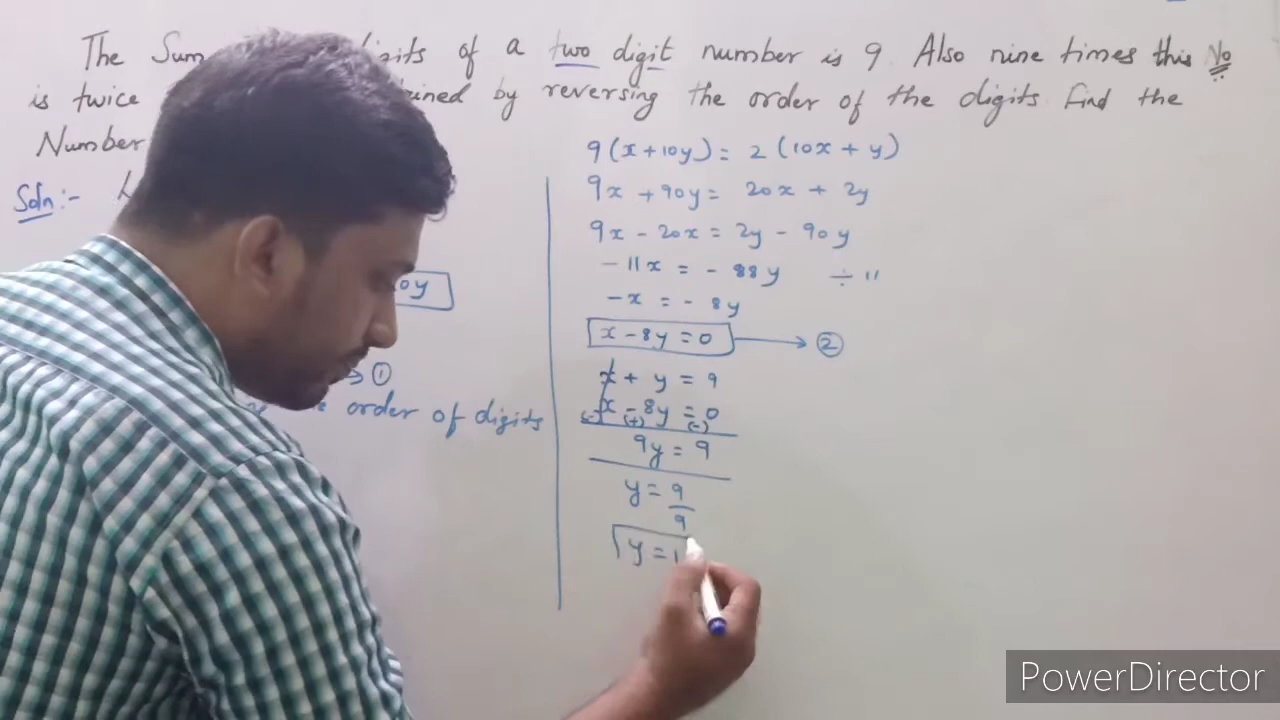 The Sum digits of a two digit number is 9. Also nine times this No
is twice by reversing the order of the digits Find the
Number
Soln:-
0y
①
the order of digits
9(x+10y) = 2(10x+y)
9x + 90y = 20x + 2y
9x - 20x = 2y - 90y
-11x = -88y ÷ 11
-x = -8y
x - 8y = 0 → ②
x + y = 9
x - 8y = 0
(-) (+) (-)
9y = 9
y = 9/9
y = 1
PowerDirector